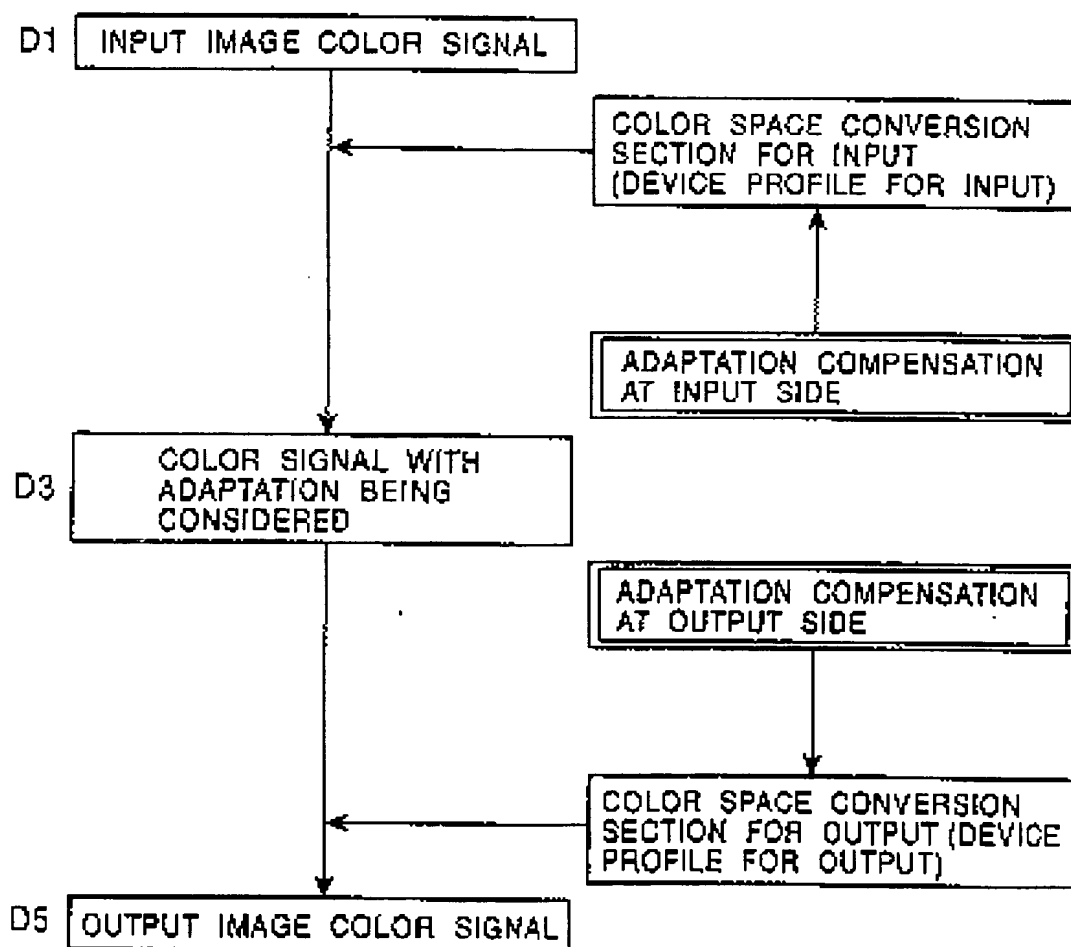 D1 INPUT IMAGE COLOR SIGNAL
COLOR SPACE CONVERSION
SECTION FOR INPUT
(DEVICE PROFILE FOR INPUT)
ADAPTATION COMPENSATION
AT INPUT SIDE
D3
COLOR SIGNAL WITH
ADAPTATION BEING
CONSIDERED
ADAPTATION COMPENSATION
AT OUTPUT SIDE
COLOR SPACE CONVERSION
SECTION FOR OUTPUT (DEVICE
PROFILE FOR OUTPUT)
D5 OUTPUT IMAGE COLOR SIGNAL